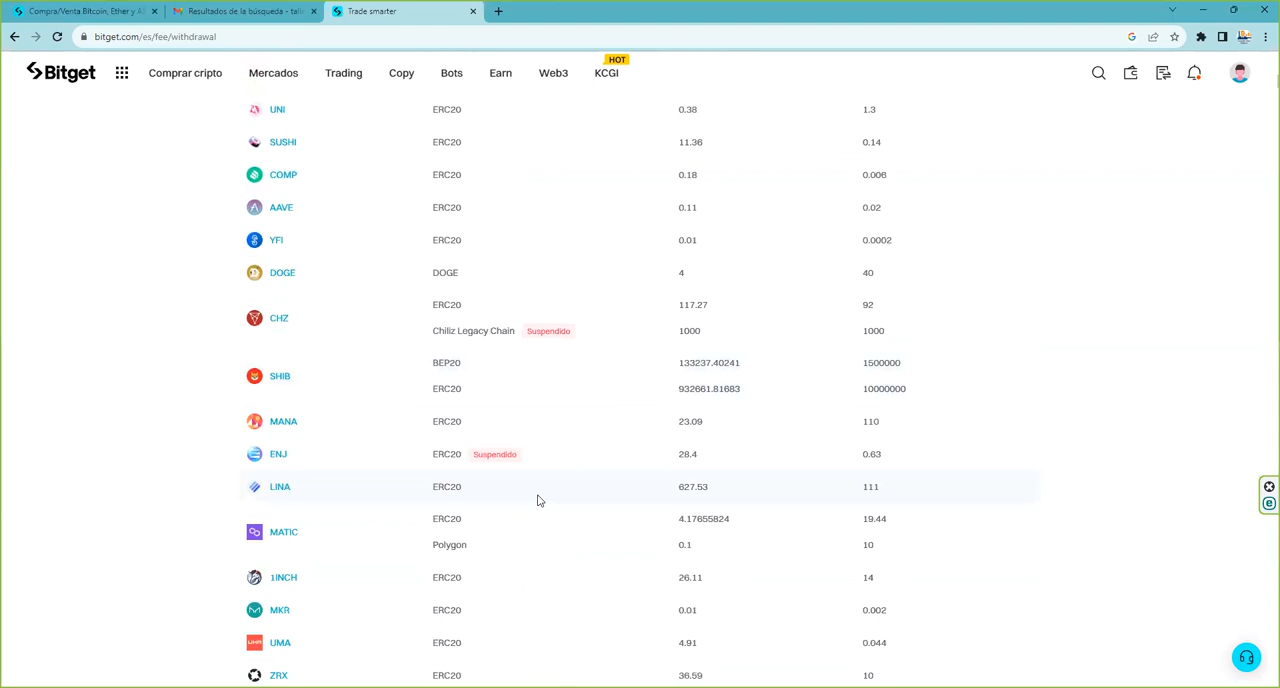 Compra/Venta Bitcoin, Ether y Al
Resultados de la búsqueda - talle
Trade smarter
bitget.com/es/fee/withdrawal
Bitget
Comprar cripto
Mercados
Trading
Copy
Bots
Earn
Web3
KCGI
HOT
UNI ERC20 0.38 1.3
SUSHI ERC20 11.36 0.14
COMP ERC20 0.18 0.006
AAVE ERC20 0.11 0.02
YFI ERC20 0.01 0.0002
DOGE DOGE 4 40
CHZ
ERC20 117.27 92
Chiliz Legacy Chain Suspendido 1000 1000
SHIB
BEP20 133237.40241 1500000
ERC20 932661.81683 10000000
MANA ERC20 23.09 110
ENJ ERC20 Suspendido 28.4 0.63
LINA ERC20 627.53 111
MATIC
ERC20 4.17655824 19.44
Polygon 0.1 10
1INCH ERC20 26.11 14
MKR ERC20 0.01 0.002
UMA ERC20 4.91 0.044
ZRX ERC20 36.59 10